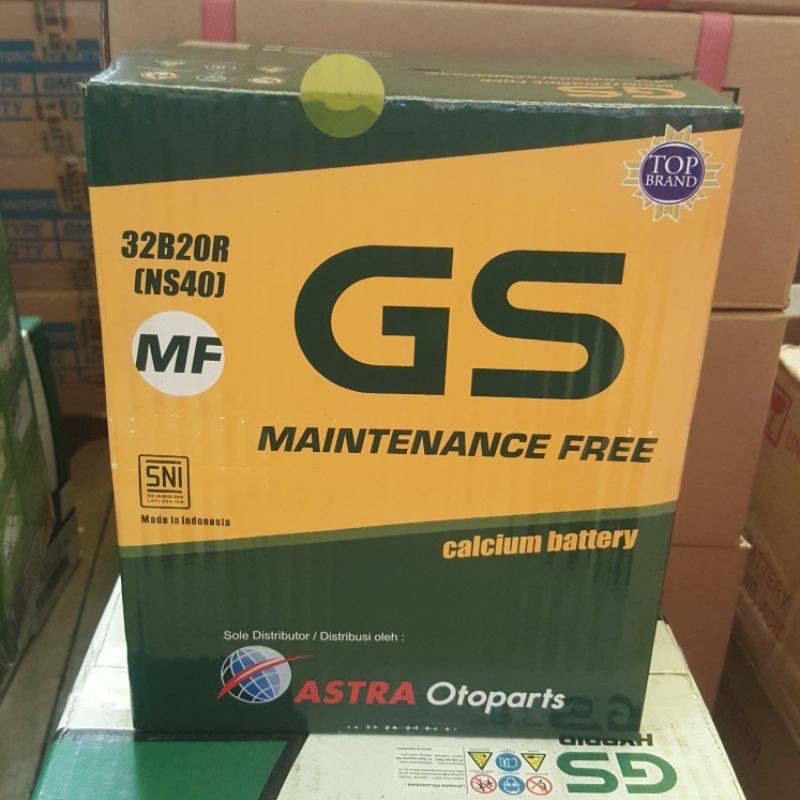 GS
TOP
BRAND
32B20R
(NS40)
GS
MF
MAINTENANCE FREE
SNI
Made in Indonesia
calcium battery
Sole Distributor / Distribusi oleh :
ASTRA Otoparts
GS
HYBRID